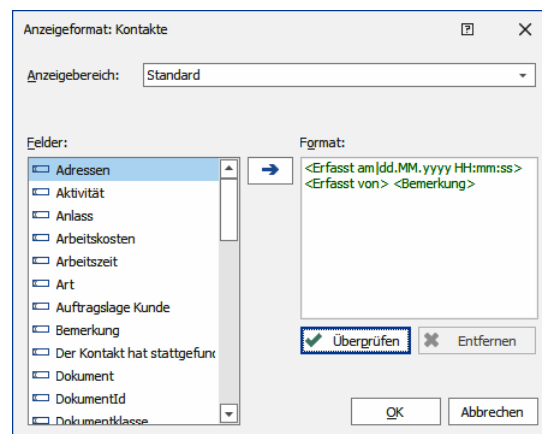 Anzeigeformat: Kontakte
Anzeigebereich: Standard
Felder:
Format:
Adressen
Aktivität
Anlass
Arbeitskosten
Arbeitszeit
Art
Auftragslage Kunde
Bemerkung
Der Kontakt hat stattgefun
Dokument
DokumentId
Dokumentklasse
<Erfasst am|dd.MM.yyyy HH:mm:ss>
<Erfasst von> <Bemerkung>
Überprüfen
Entfernen
OK
Abbrechen